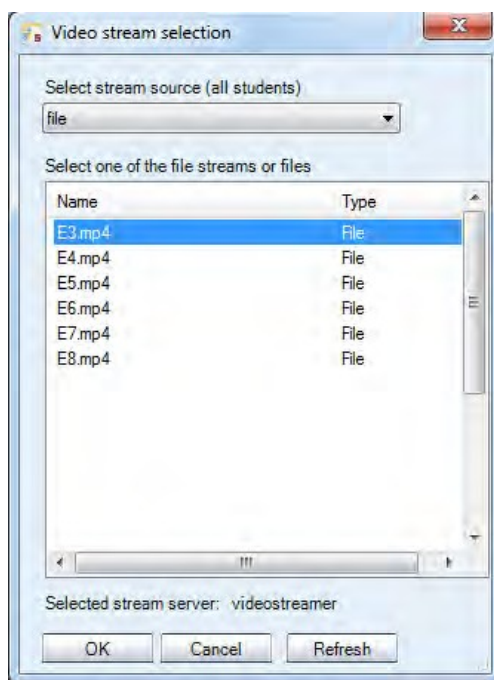 Video stream selection
Select stream source (all students)
file
Select one of the file streams or files
Name Type
E3.mp4 File
E4.mp4 File
E5.mp4 File
E6.mp4 File
E7.mp4 File
E8.mp4 File
Selected stream server: videostreamer
OK Cancel Refresh